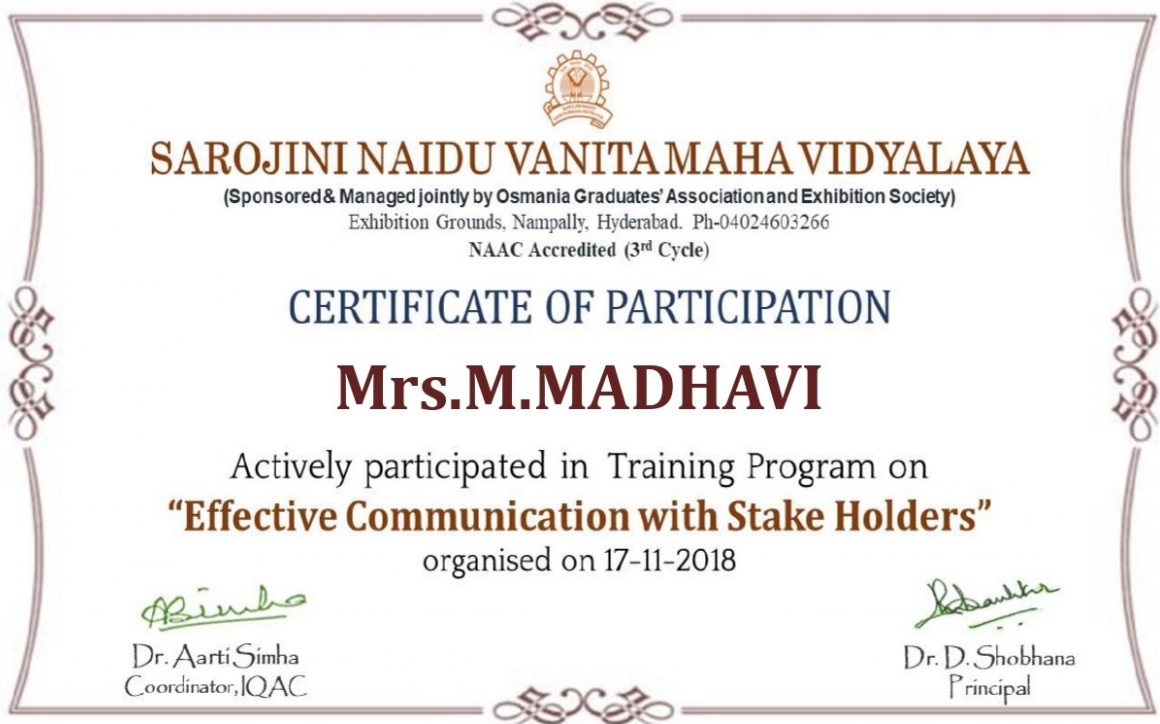 SAROJINI NAIDU VANITA MAHA VIDYALAYA
(Sponsored & Managed jointly by Osmania Graduates' Association and Exhibition Society)
Exhibition Grounds, Nampally, Hyderabad. Ph-04024603266
NAAC Accredited (3rd Cycle)
CERTIFICATE OF PARTICIPATION
Mrs.M.MADHAVI
Actively participated in Training Program on
“Effective Communication with Stake Holders”
organised on 17-11-2018
Dr. Aarti Simha
Coordinator, IQAC
Dr. D. Shobhana
Principal